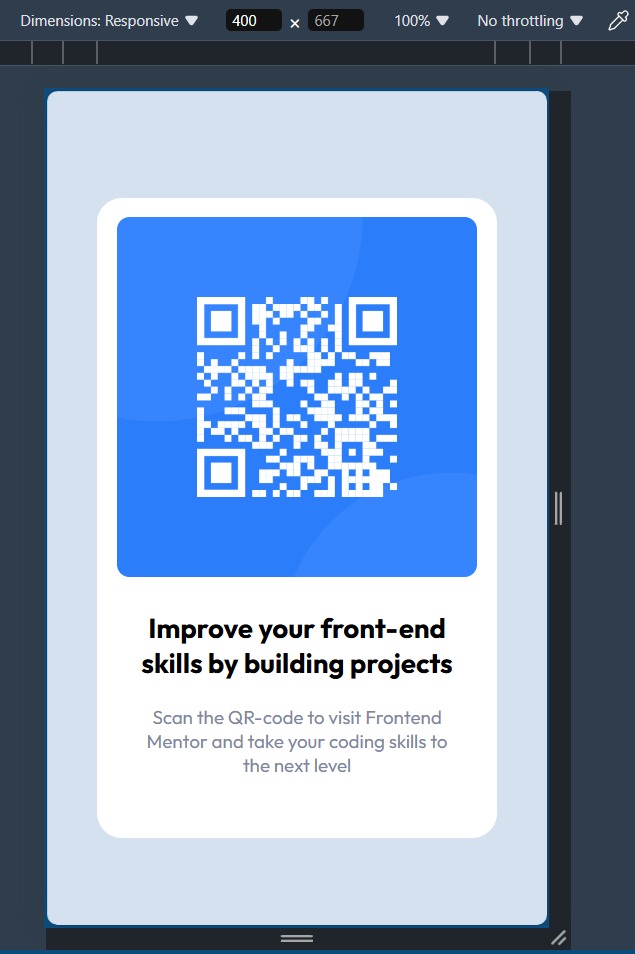 Dimensions: Responsive 400 × 667 100% No throttling
Improve your front-end
skills by building projects
Scan the QR-code to visit Frontend
Mentor and take your coding skills to
the next level